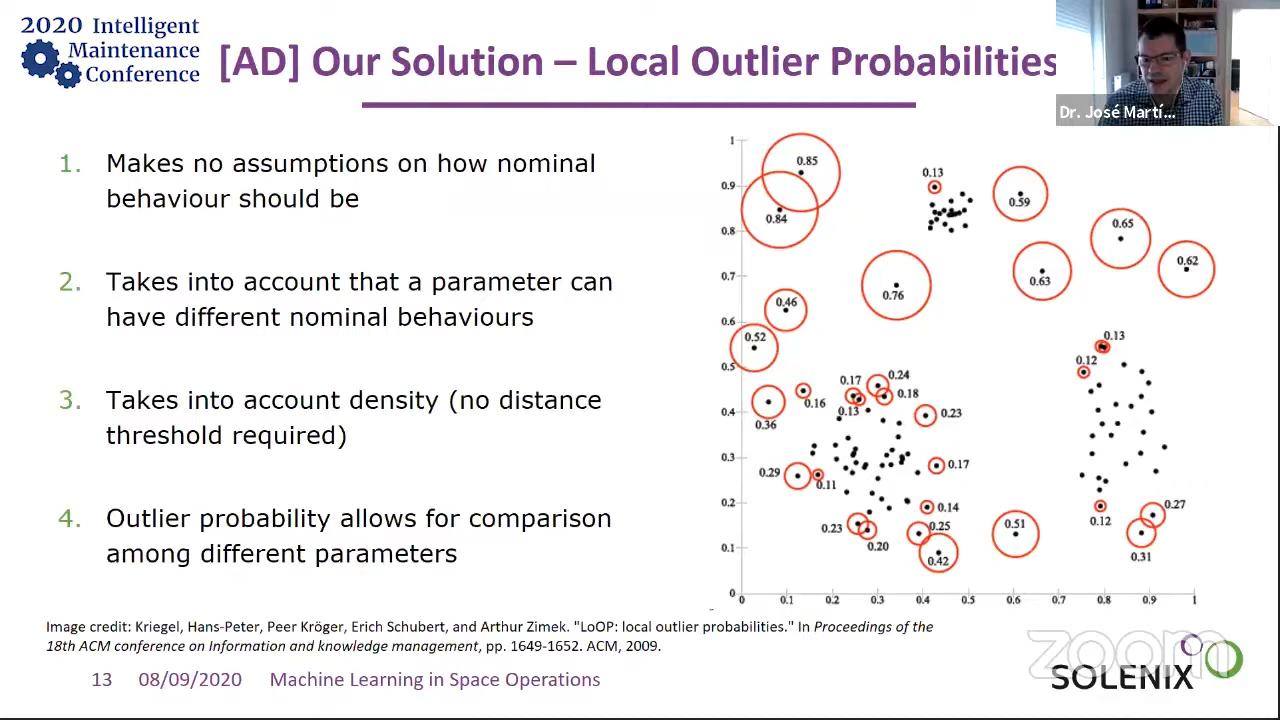 2020 Intelligent
Maintenance
Conference
[AD] Our Solution – Local Outlier Probabilities
Dr. José Martí...
1. Makes no assumptions on how nominal
behaviour should be
2. Takes into account that a parameter can
have different nominal behaviours
3. Takes into account density (no distance
threshold required)
4. Outlier probability allows for comparison
among different parameters
1
0.9
0.8
0.7
0.6
0.5
0.4
0.3
0.2
0.1
0
0 0.1 0.2 0.3 0.4 0.5 0.6 0.7 0.8 0.9 1
0.85
0.84
0.13
0.59
0.65
0.62
0.63
0.76
0.46
0.52
0.13
0.12
0.24
0.17
0.18
0.16
0.13
0.36
0.23
0.17
0.29
0.11
0.14
0.23
0.20
0.25
0.42
0.51
0.12
0.27
0.31
Image credit: Kriegel, Hans-Peter, Peer Kröger, Erich Schubert, and Arthur Zimek. "LoOP: local outlier probabilities." In Proceedings of the
18th ACM conference on Information and knowledge management, pp. 1649-1652. ACM, 2009.
13 08/09/2020 Machine Learning in Space Operations
zoom
SOLENIX